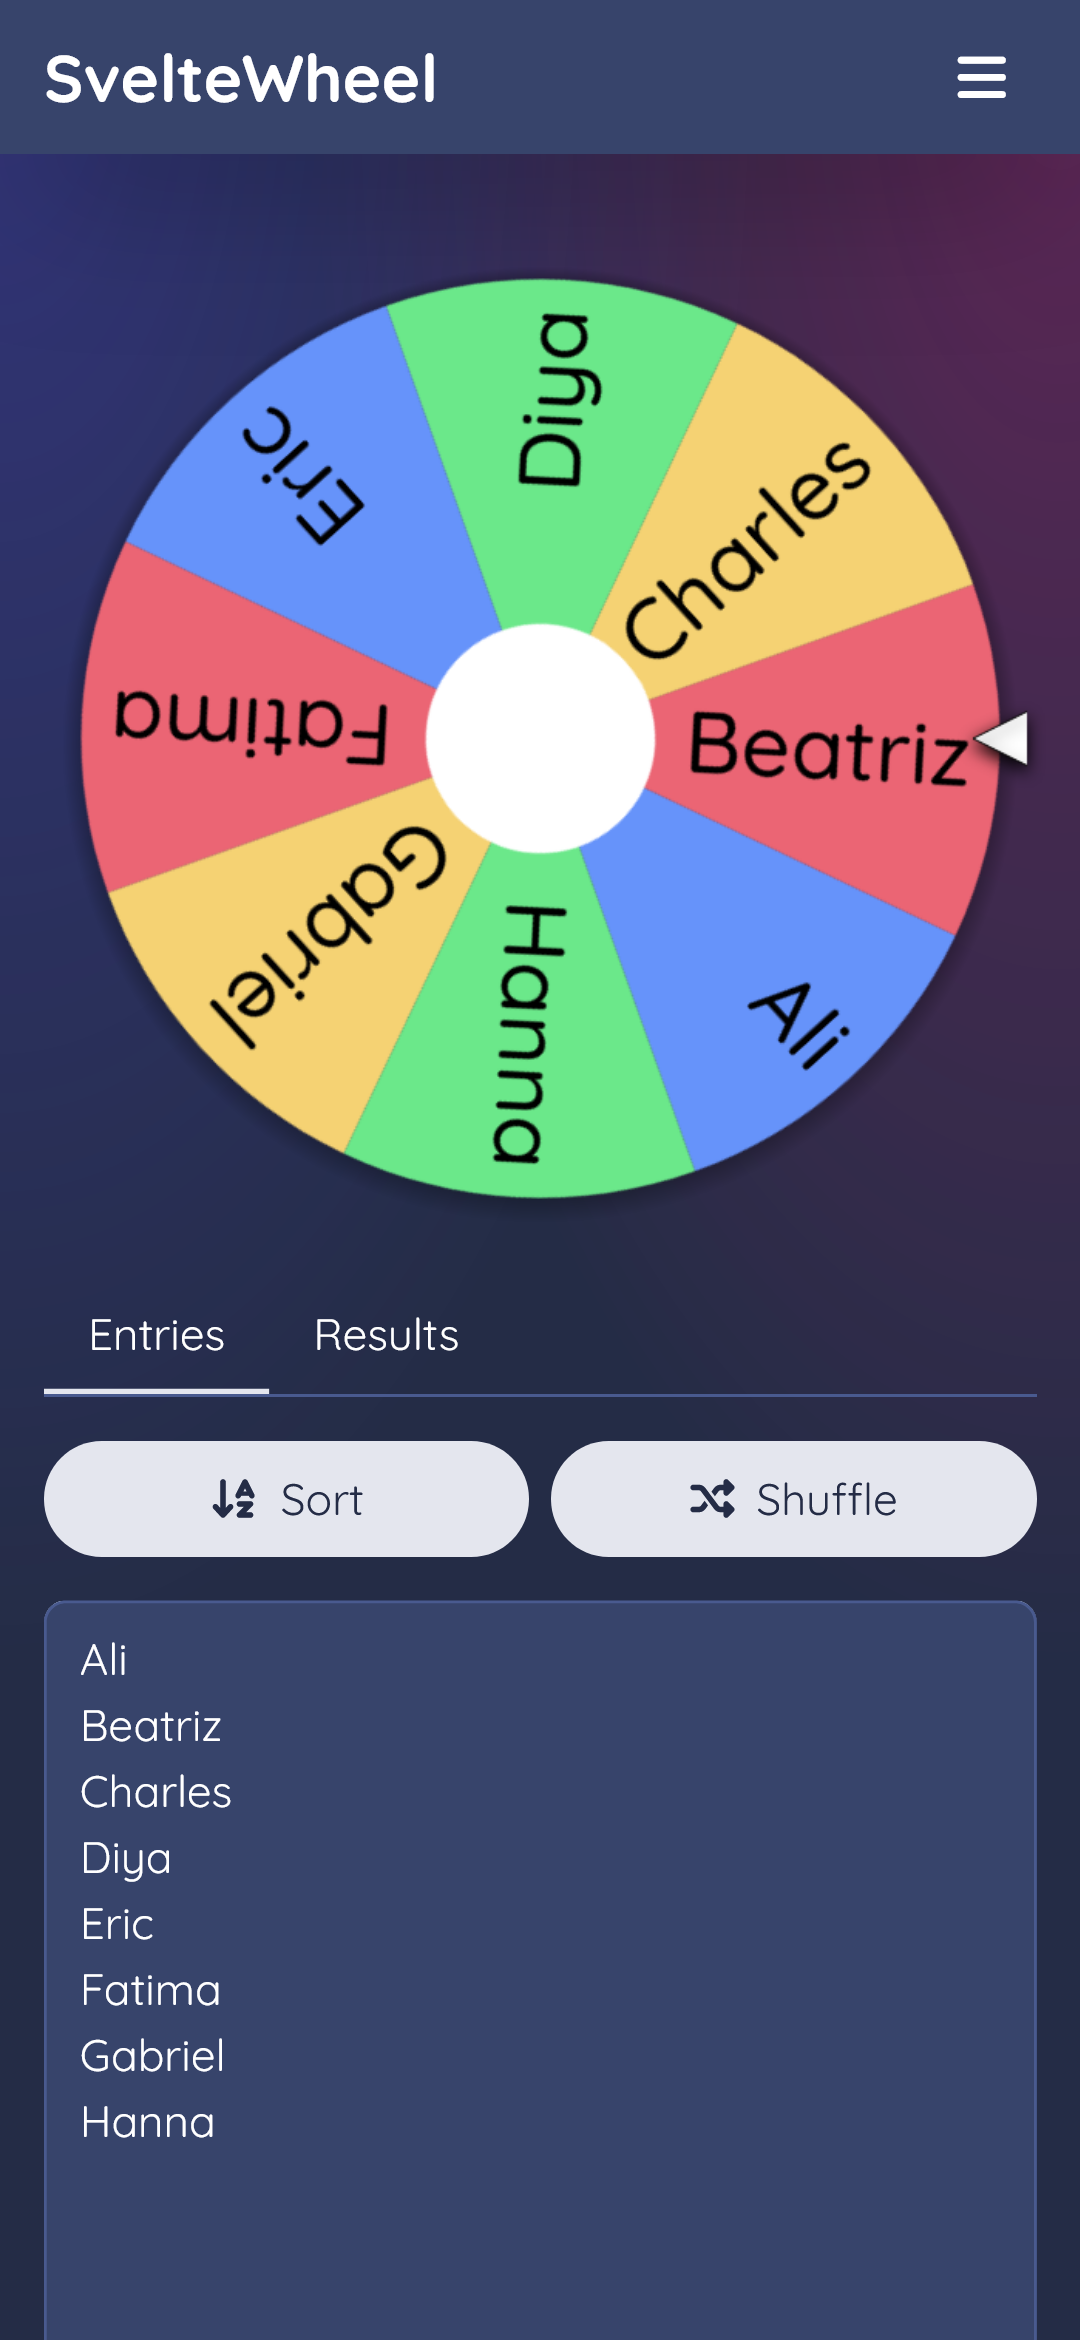 SvelteWheel
Diya
Eric
Charles
Fatima
Beatriz
Gabriel
Hanna
Ali
Entries
Results
Sort
Shuffle
Ali
Beatriz
Charles
Diya
Eric
Fatima
Gabriel
Hanna